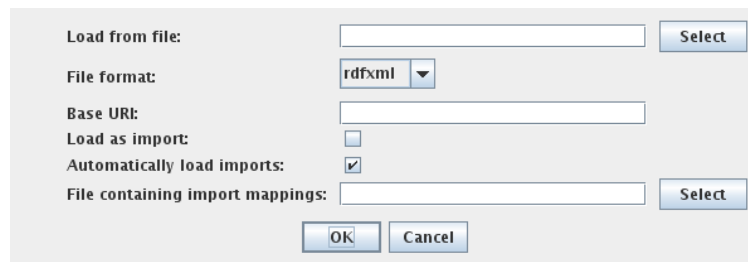 Load from file: Select
File format: rdfxml
Base URI:
Load as import:
Automatically load imports:
File containing import mappings: Select
OK Cancel